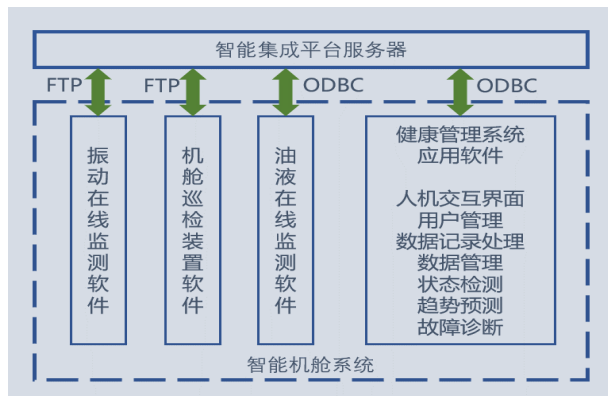 智能集成平台服务器
FTP
FTP
ODBC
ODBC
振动在线监测软件
机舱巡检装置软件
油液在线监测软件
健康管理系统
应用软件
人机交互界面
用户管理
数据记录处理
数据管理
状态检测
趋势预测
故障诊断
智能机舱系统